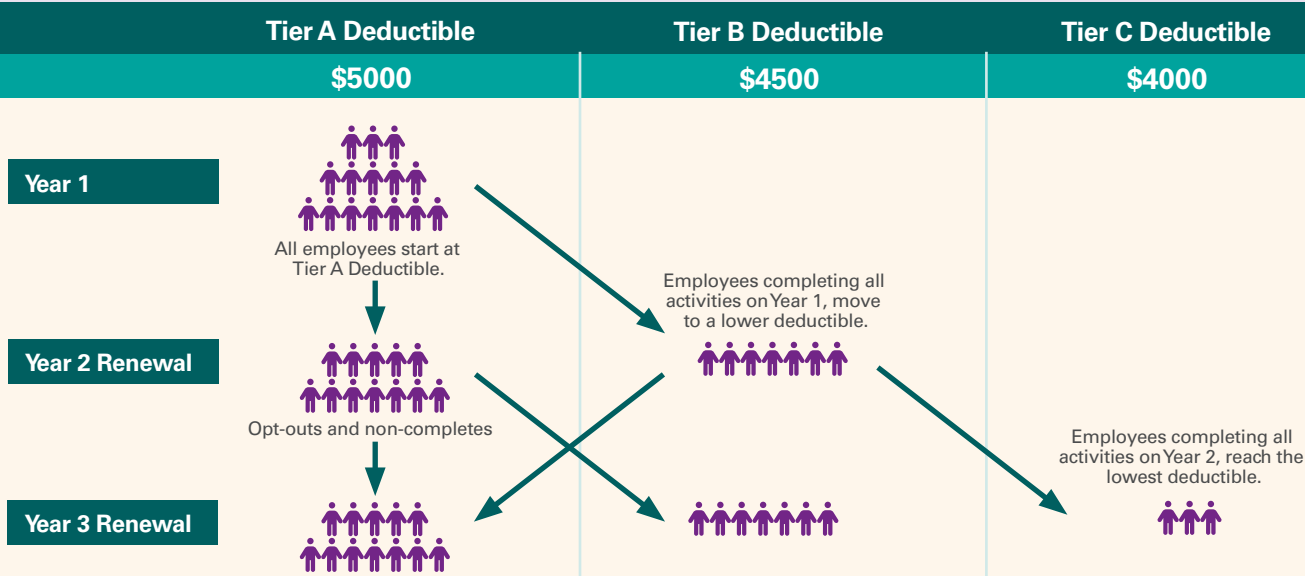 Tier A Deductible
Tier B Deductible
Tier C Deductible
$5000
$4500
$4000
Year 1
All employees start at
Tier A Deductible.
Employees completing all
activities on Year 1, move
to a lower deductible.
Year 2 Renewal
Opt-outs and non-completes
Employees completing all
activities on Year 2, reach the
lowest deductible.
Year 3 Renewal